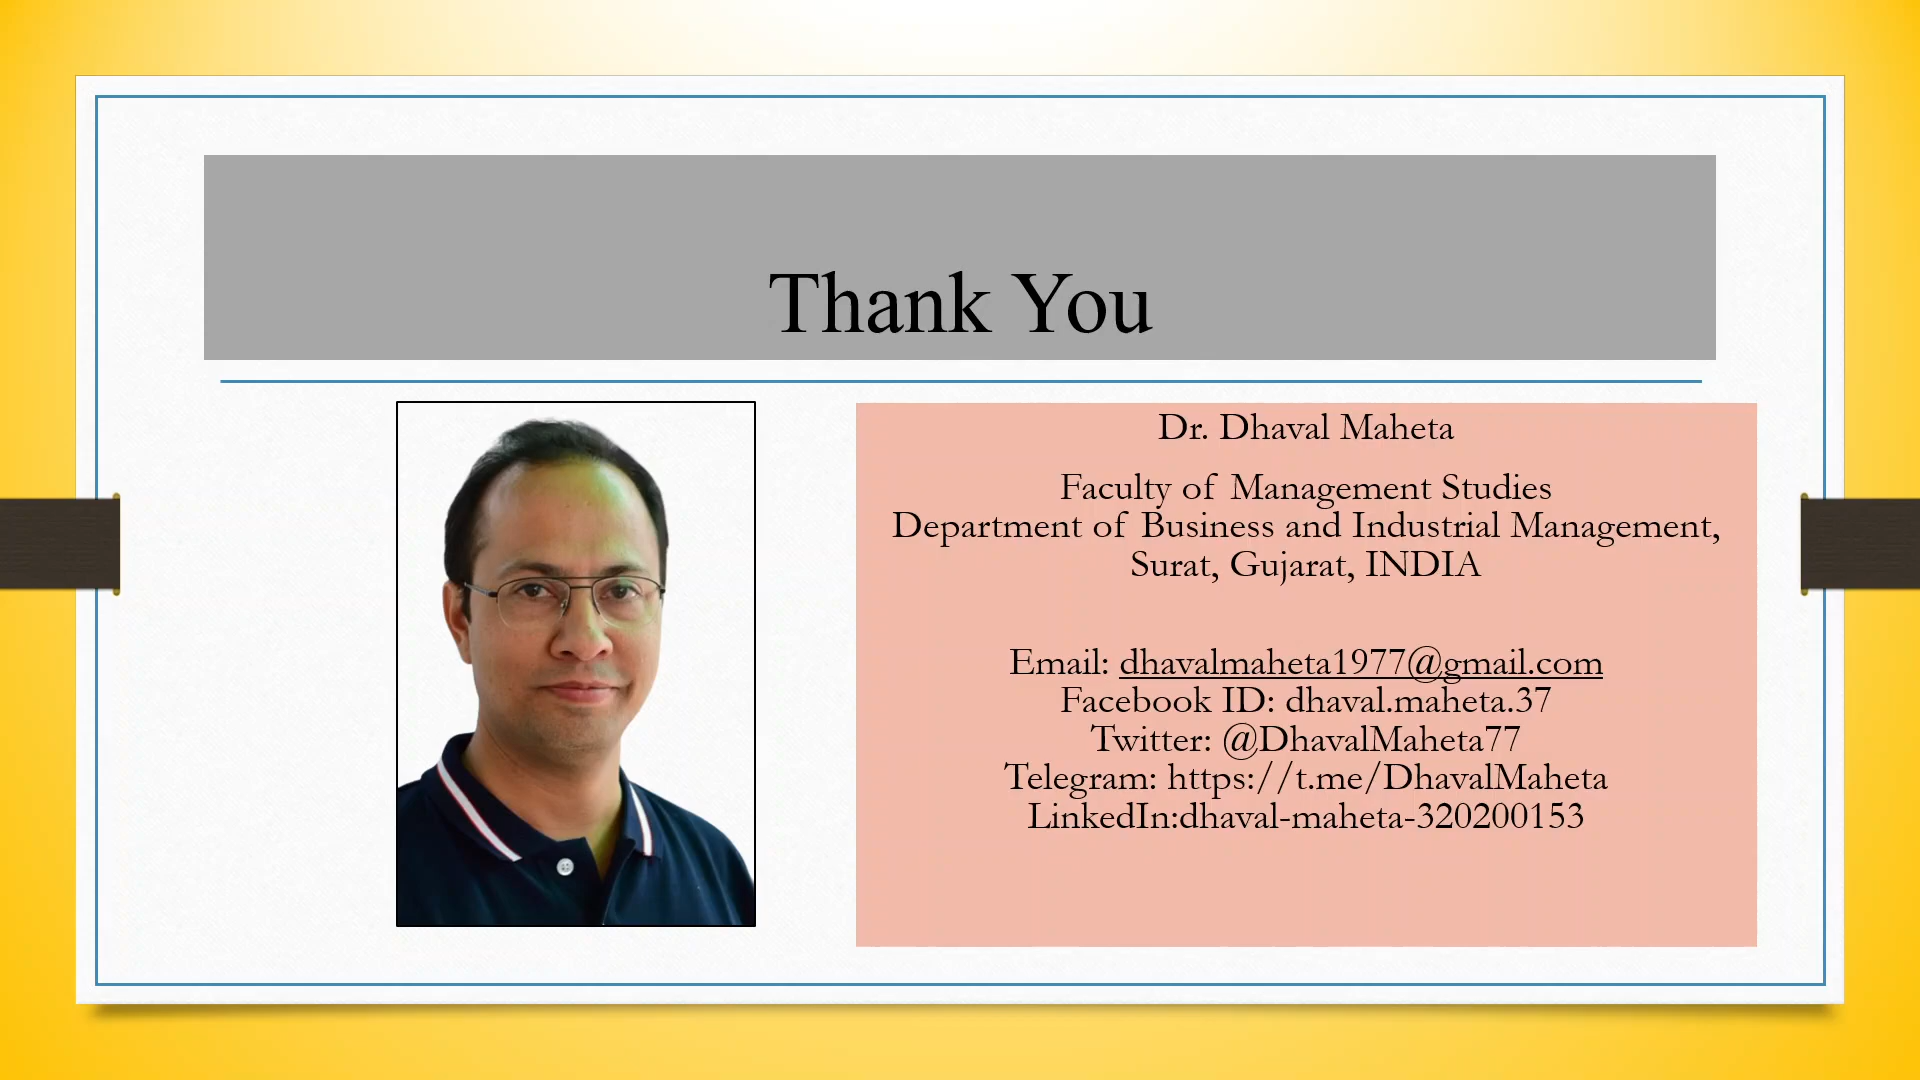 Thank You
Dr. Dhaval Maheta
Faculty of Management Studies
Department of Business and Industrial Management,
Surat, Gujarat, INDIA
Email: dhavalmaheta1977@gmail.com
Facebook ID: dhaval.maheta.37
Twitter: @DhavalMaheta77
Telegram: https://t.me/DhavalMaheta
LinkedIn:dhaval-maheta-320200153